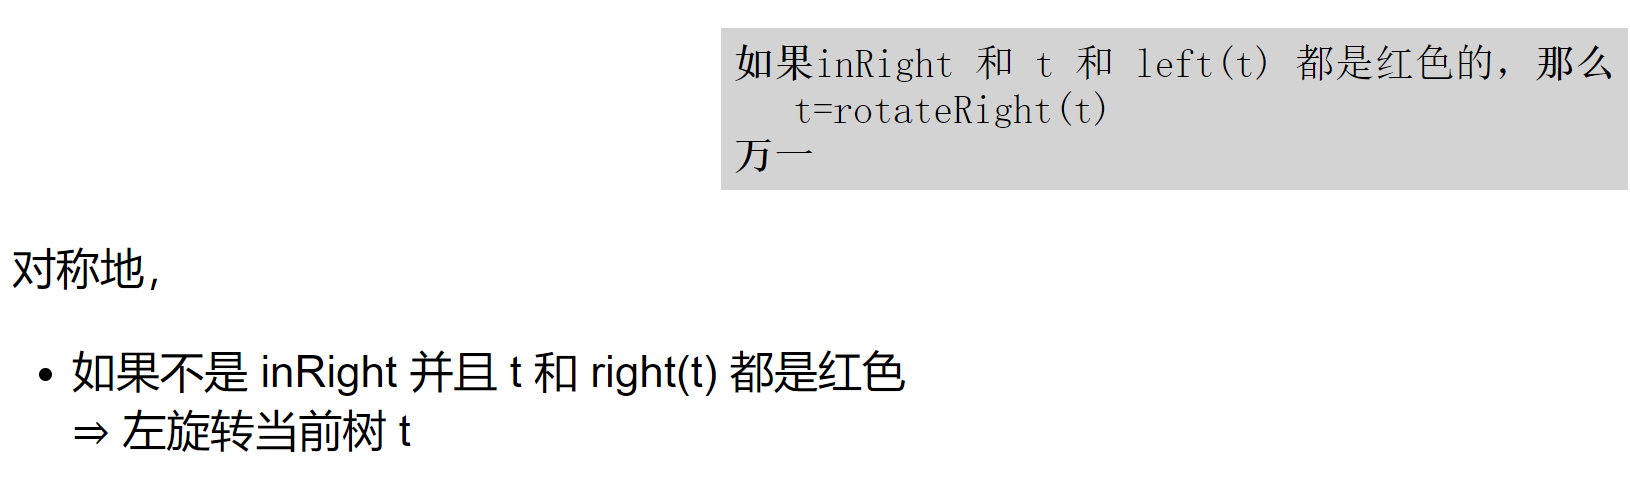 如果inRight 和 t 和 left(t) 都是红色的，那么
t=rotateRight(t)
万一
对称地，
• 如果不是 inRight 并且 t 和 right(t) 都是红色
⇒ 左旋转当前树 t